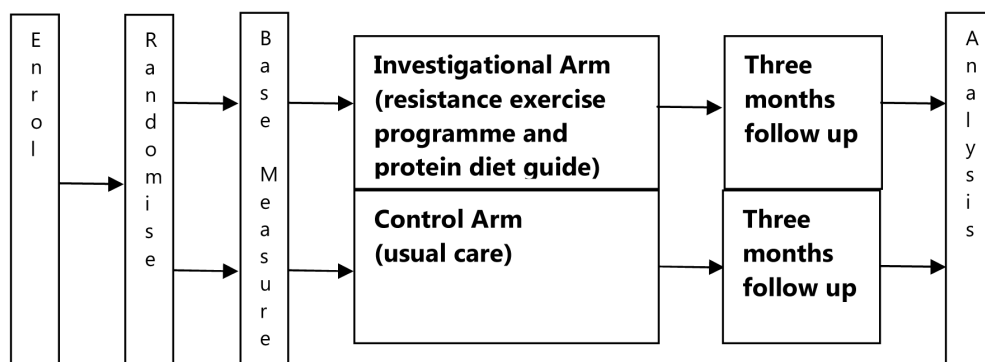 Enrol
Randomise
Base Measure
Investigational Arm
(resistance exercise
programme and
protein diet guide)
Three
months
follow up
Control Arm
(usual care)
Three
months
follow up
Analysis